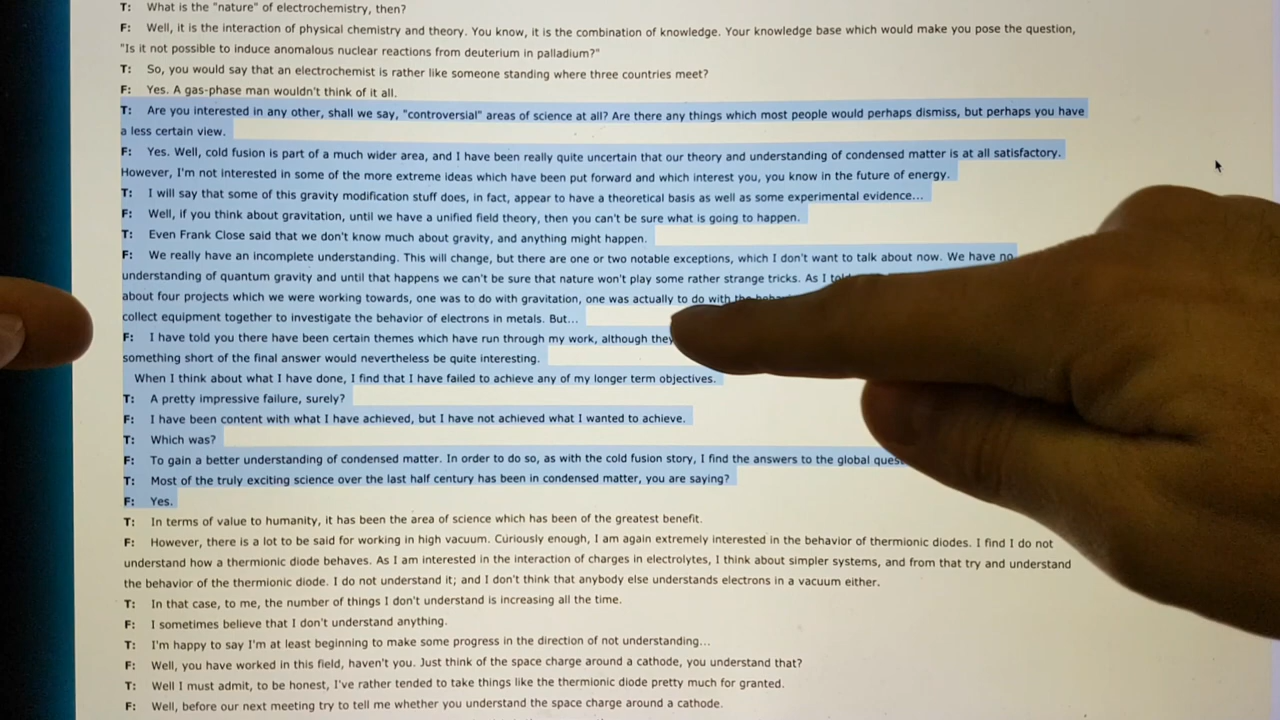 T: What is the "nature" of electrochemistry, then?
F: Well, it is the interaction of physical chemistry and theory. You know, it is the combination of knowledge. Your knowledge base which would make you pose the question,
"Is it not possible to induce anomalous nuclear reactions from deuterium in palladium?"
T: So, you would say that an electrochemist is rather like someone standing where three countries meet?
F: Yes. A gas-phase man wouldn't think of it all.
T: Are you interested in any other, shall we say, "controversial" areas of science at all? Are there any things which most people would perhaps dismiss, but perhaps you have
a less certain view.
F: Yes. Well, cold fusion is part of a much wider area, and I have been really quite uncertain that our theory and understanding of condensed matter is at all satisfactory.
However, I'm not interested in some of the more extreme ideas which have been put forward and which interest you, you know in the future of energy.
T: I will say that some of this gravity modification stuff does, in fact, appear to have a theoretical basis as well as some experimental evidence...
F: Well, if you think about gravitation, until we have a unified field theory, then you can't be sure what is going to happen.
T: Even Frank Close said that we don't know much about gravity, and anything might happen.
F: We really have an incomplete understanding. This will change, but there are one or two notable exceptions, which I don't want to talk about now. We have no
understanding of quantum gravity and until that happens we can't be sure that nature won't play some rather strange tricks. As I
about four projects which we were working towards, one was to do with gravitation, one was actually to do with
collect equipment together to investigate the behavior of electrons in metals. But...
F: I have told you there have been certain themes which have run through my work, although they
something short of the final answer would nevertheless be quite interesting.
When I think about what I have done, I find that I have failed to achieve any of my longer term objectives.
T: A pretty impressive failure, surely?
F: I have been content with what I have achieved, but I have not achieved what I wanted to achieve.
T: Which was?
F: To gain a better understanding of condensed matter. In order to do so, as with the cold fusion story, I find the answers to the global
T: Most of the truly exciting science over the last half century has been in condensed matter, you are saying?
F: Yes.
T: In terms of value to humanity, it has been the area of science which has been of the greatest benefit.
F: However, there is a lot to be said for working in high vacuum. Curiously enough, I am again extremely interested in the behavior of thermionic diodes. I find I do not
understand how a thermionic diode behaves. As I am interested in the interaction of charges in electrolytes, I think about simpler systems, and from that try and understand
the behavior of the thermionic diode. I do not understand it; and I don't think that anybody else understands electrons in a vacuum either.
T: In that case, to me, the number of things I don't understand is increasing all the time.
F: I sometimes believe that I don't understand anything.
T: I'm happy to say I'm at least beginning to make some progress in the direction of not understanding...
F: Well, you have worked in this field, haven't you. Just think of the space charge around a cathode, you understand that?
T: Well I must admit, to be honest, I've rather tended to take things like the thermionic diode pretty much for granted.
F: Well, before our next meeting try to tell me whether you understand the space charge around a cathode.